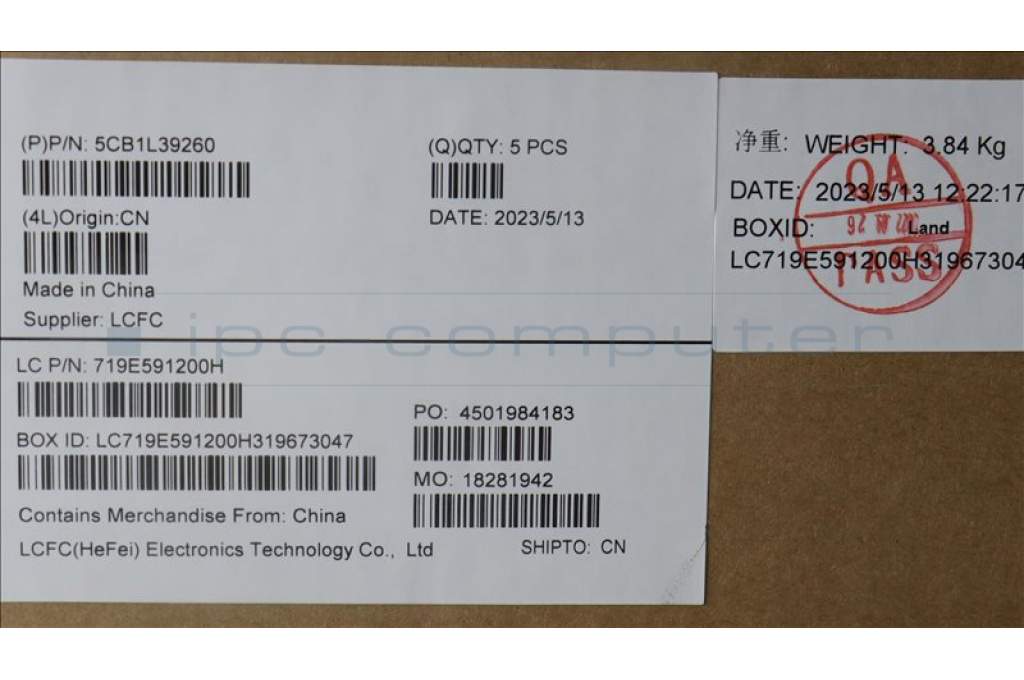 (P)P/N: 5CB1L39260
(Q)QTY: 5 PCS
(4L)Origin:CN
DATE: 2023/5/13
Made in China
Supplier: LCFC
LC P/N: 719E591200H
PO: 4501984183
BOX ID: LC719E591200H319673047
MO: 18281942
Contains Merchandise From: China
LCFC(HeFei) Electronics Technology Co., Ltd
SHIPTO: CN
净重: WEIGHT: 3.84 Kg
DATE: 2023/5/13 12:22:17
BOXID: Land
LC719E591200H31967304
QA
PASS
ipc computer